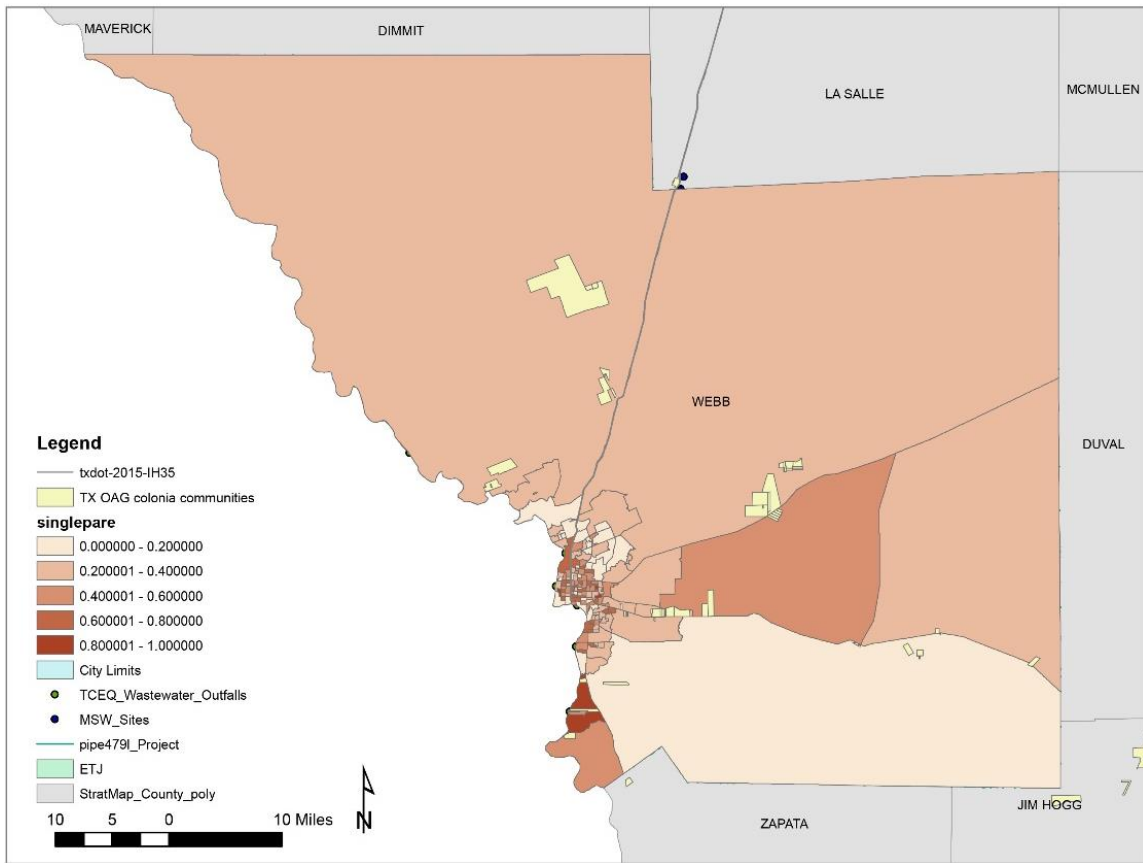 MAVERICK
DIMMIT
LA SALLE
MCMULLEN
WEBB
DUVAL
Legend
txdot-2015-IH35
TX OAG colonia communities
singlepare
0.000000 - 0.200000
0.200001 - 0.400000
0.400001 - 0.600000
0.600001 - 0.800000
0.800001 - 1.000000
City Limits
TCEQ_Wastewater_Outfalls
MSW_Sites
pipe479l_Project
ETJ
StratMap_County_poly
10 5 0 10 Miles
N
ZAPATA
JIM HOGG